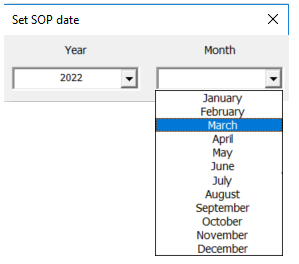 Set SOP date
Year Month
2022
January
February
March
April
May
June
July
August
September
October
November
December